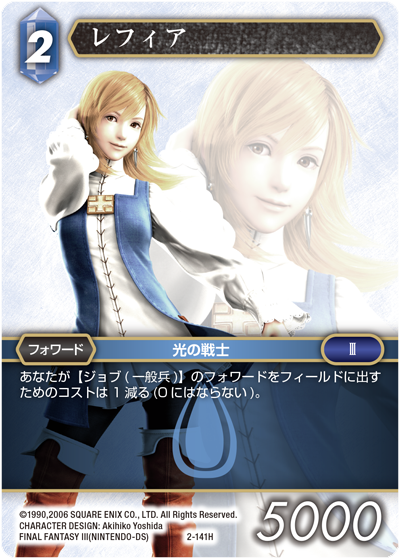 2
レフィア
フォワード
光の戦士
Ⅲ
あなたが【ジョブ(一般兵)】のフォワードをフィールドに出す
ためのコストは1減る(0にはならない)。
©1990,2006 SQUARE ENIX CO., LTD. All Rights Reserved.
CHARACTER DESIGN: Akihiko Yoshida
FINAL FANTASY III(NINTENDO-DS)
2-141H
5000